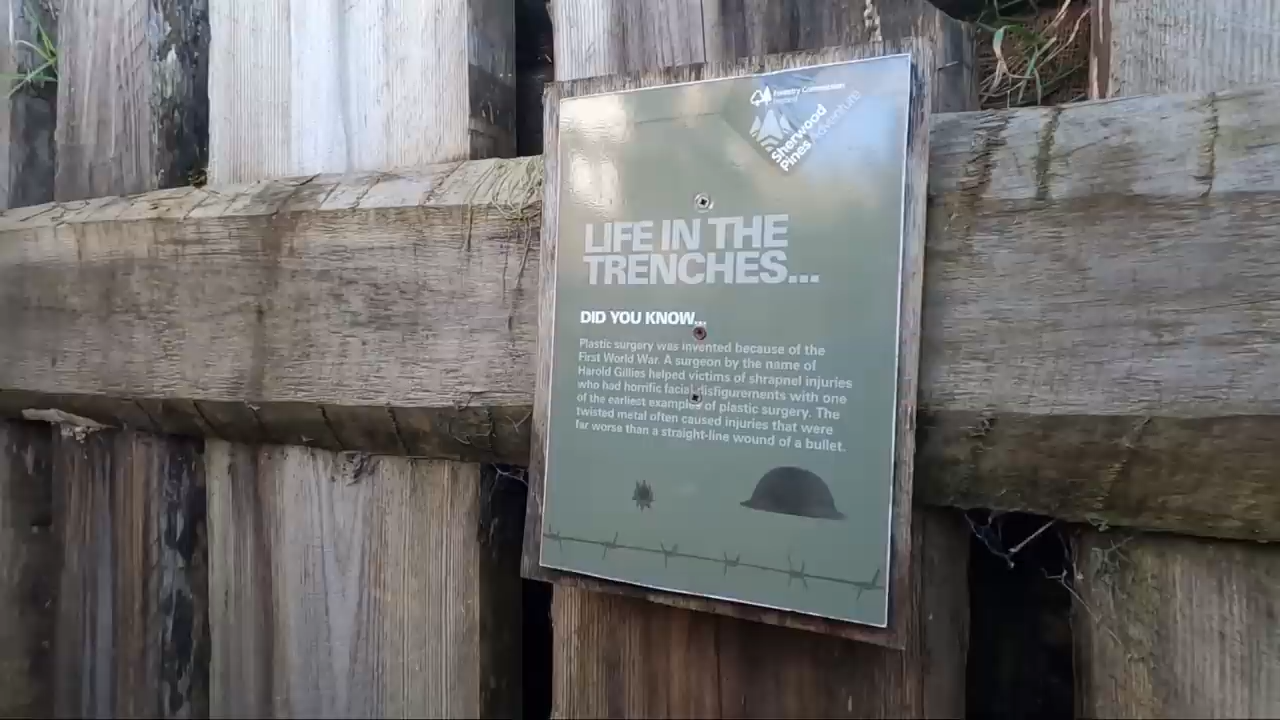 Forestry Commission
England
Sherwood
Pines Adventure
LIFE IN THE
TRENCHES...
DID YOU KNOW...
Plastic surgery was invented because of the
First World War. A surgeon by the name of
Harold Gillies helped victims of shrapnel injuries
who had horrific facial disfigurements with one
of the earliest examples of plastic surgery. The
twisted metal often caused injuries that were
far worse than a straight-line wound of a bullet.